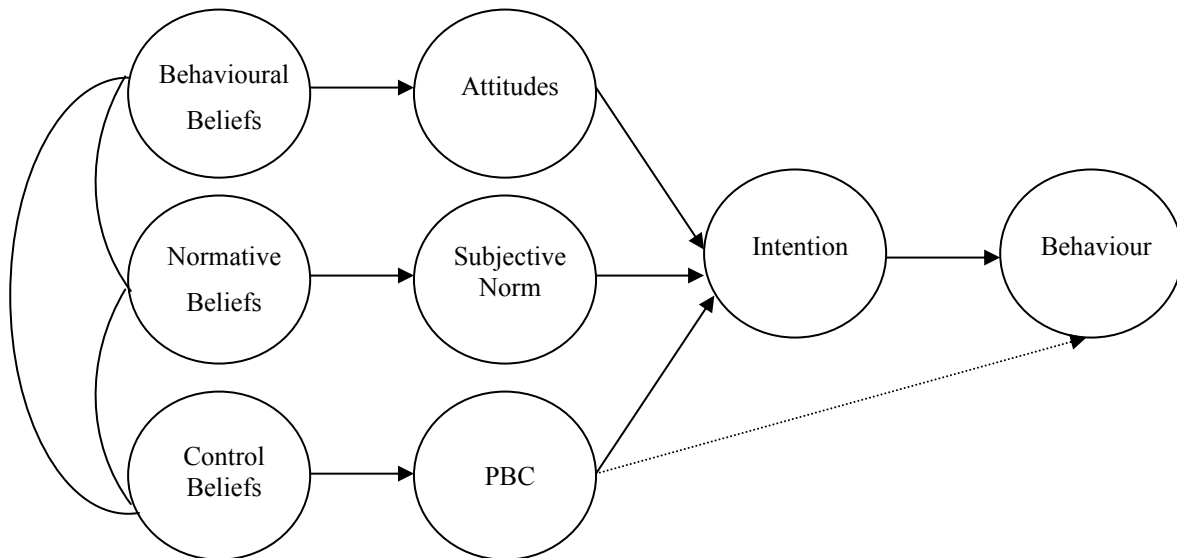 Behavioural
Beliefs
Attitudes
Normative
Beliefs
Subjective
Norm
Intention
Behaviour
Control
Beliefs
PBC